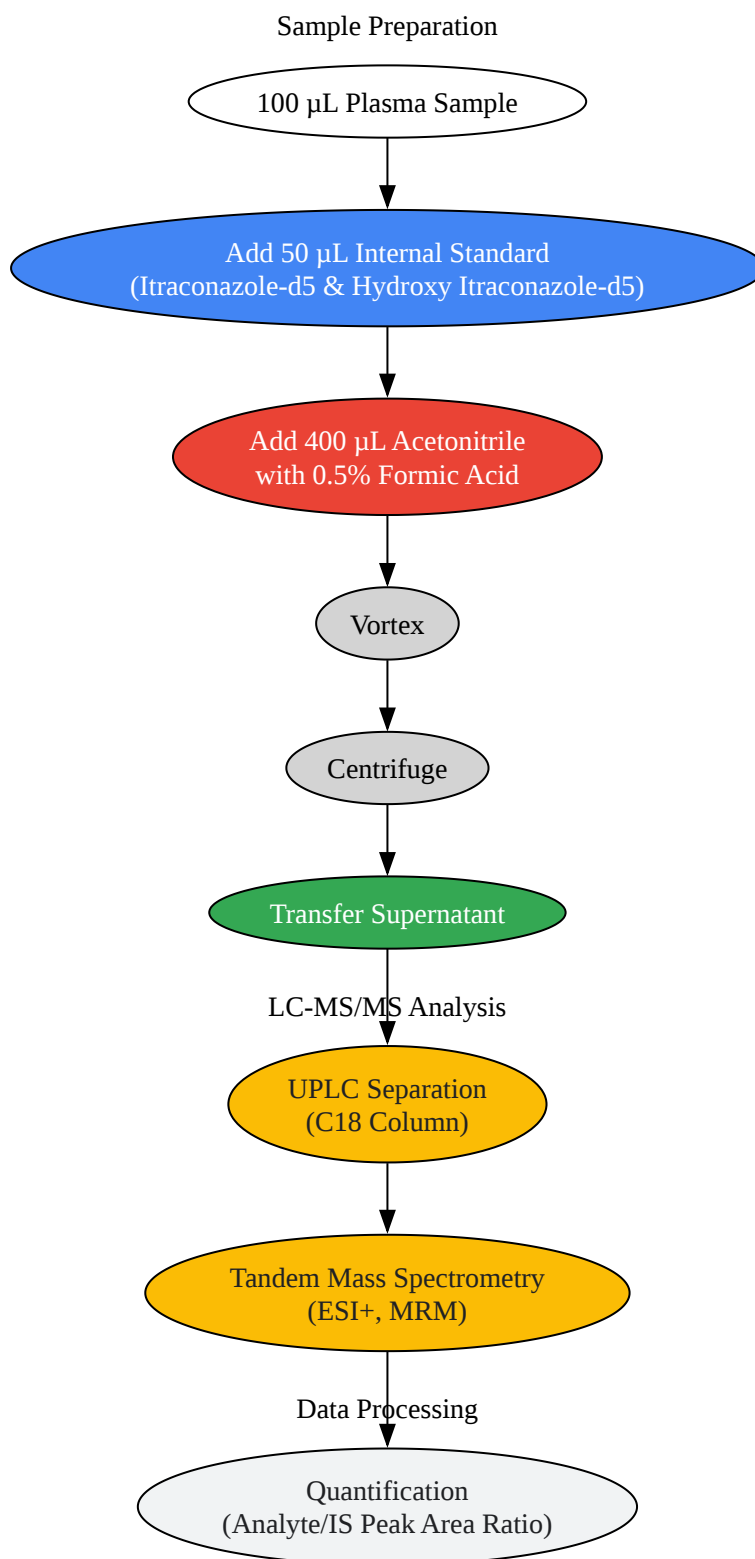 Sample Preparation
100 µL Plasma Sample
Add 50 µL Internal Standard
(Itraconazole-d5 & Hydroxy Itraconazole-d5)
Add 400 µL Acetonitrile
with 0.5% Formic Acid
Vortex
Centrifuge
Transfer Supernatant
LC-MS/MS Analysis
UPLC Separation
(C18 Column)
Tandem Mass Spectrometry
(ESI+, MRM)
Data Processing
Quantification
(Analyte/IS Peak Area Ratio)